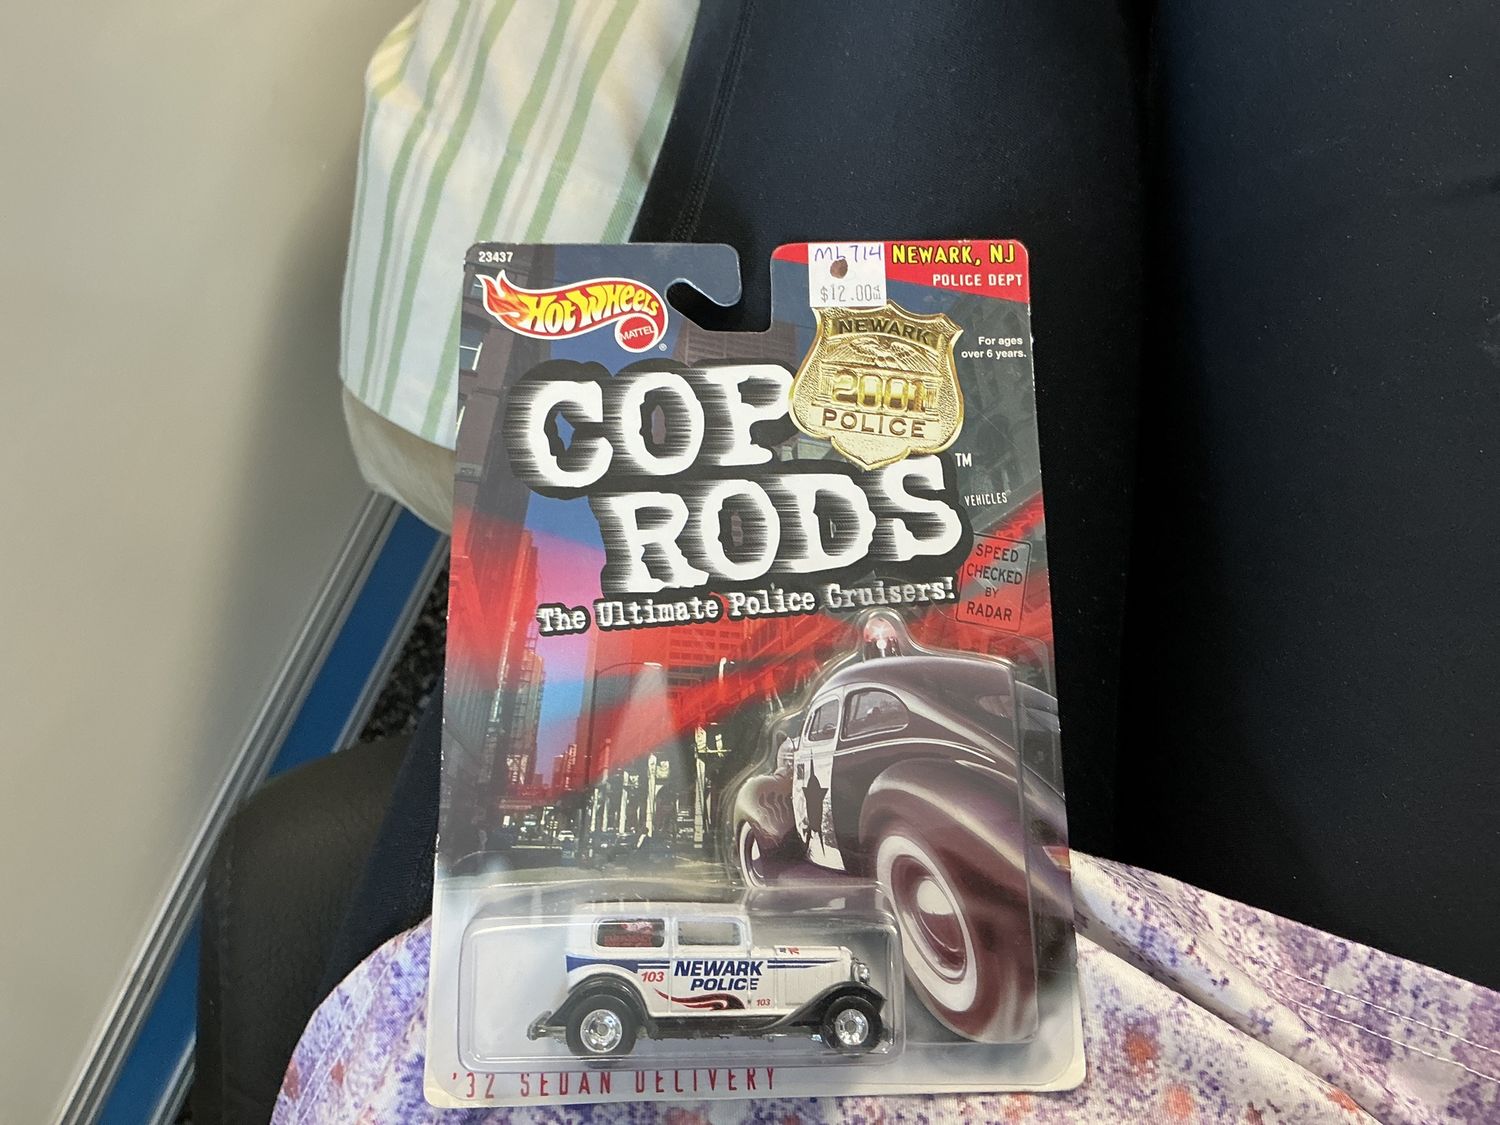 23437
HOT WHEELS
MATTEL
®
ML714
$12.00
NEWARK, NJ
POLICE DEPT
NEWARK
2001
POLICE
For ages
over 6 years.
COP
RODS
™
VEHICLES
The Ultimate Police Cruisers!
SPEED
CHECKED
BY
RADAR
103
NEWARK
POLICE
103
'32 SEDAN DELIVERY